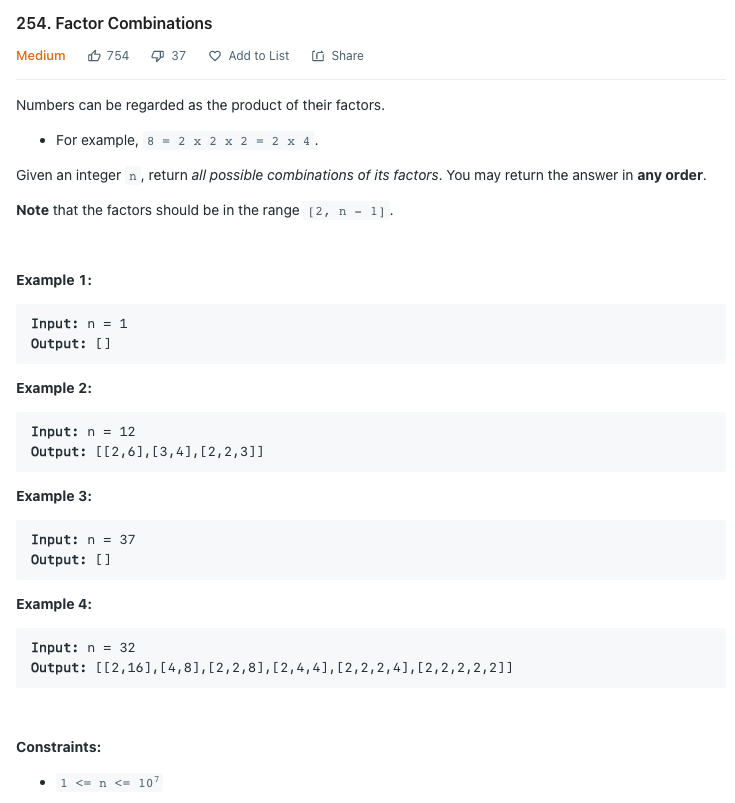 254. Factor Combinations
Medium 754 37 Add to List Share
Numbers can be regarded as the product of their factors.
• For example, 8 = 2 x 2 x 2 = 2 x 4.
Given an integer n, return all possible combinations of its factors. You may return the answer in any order.
Note that the factors should be in the range [2, n - 1].
Example 1:
Input: n = 1
Output: []
Example 2:
Input: n = 12
Output: [[2,6],[3,4],[2,2,3]]
Example 3:
Input: n = 37
Output: []
Example 4:
Input: n = 32
Output: [[2,16],[4,8],[2,2,8],[2,4,4],[2,2,2,4],[2,2,2,2,2]]
Constraints:
• 1 <= n <= 10⁷